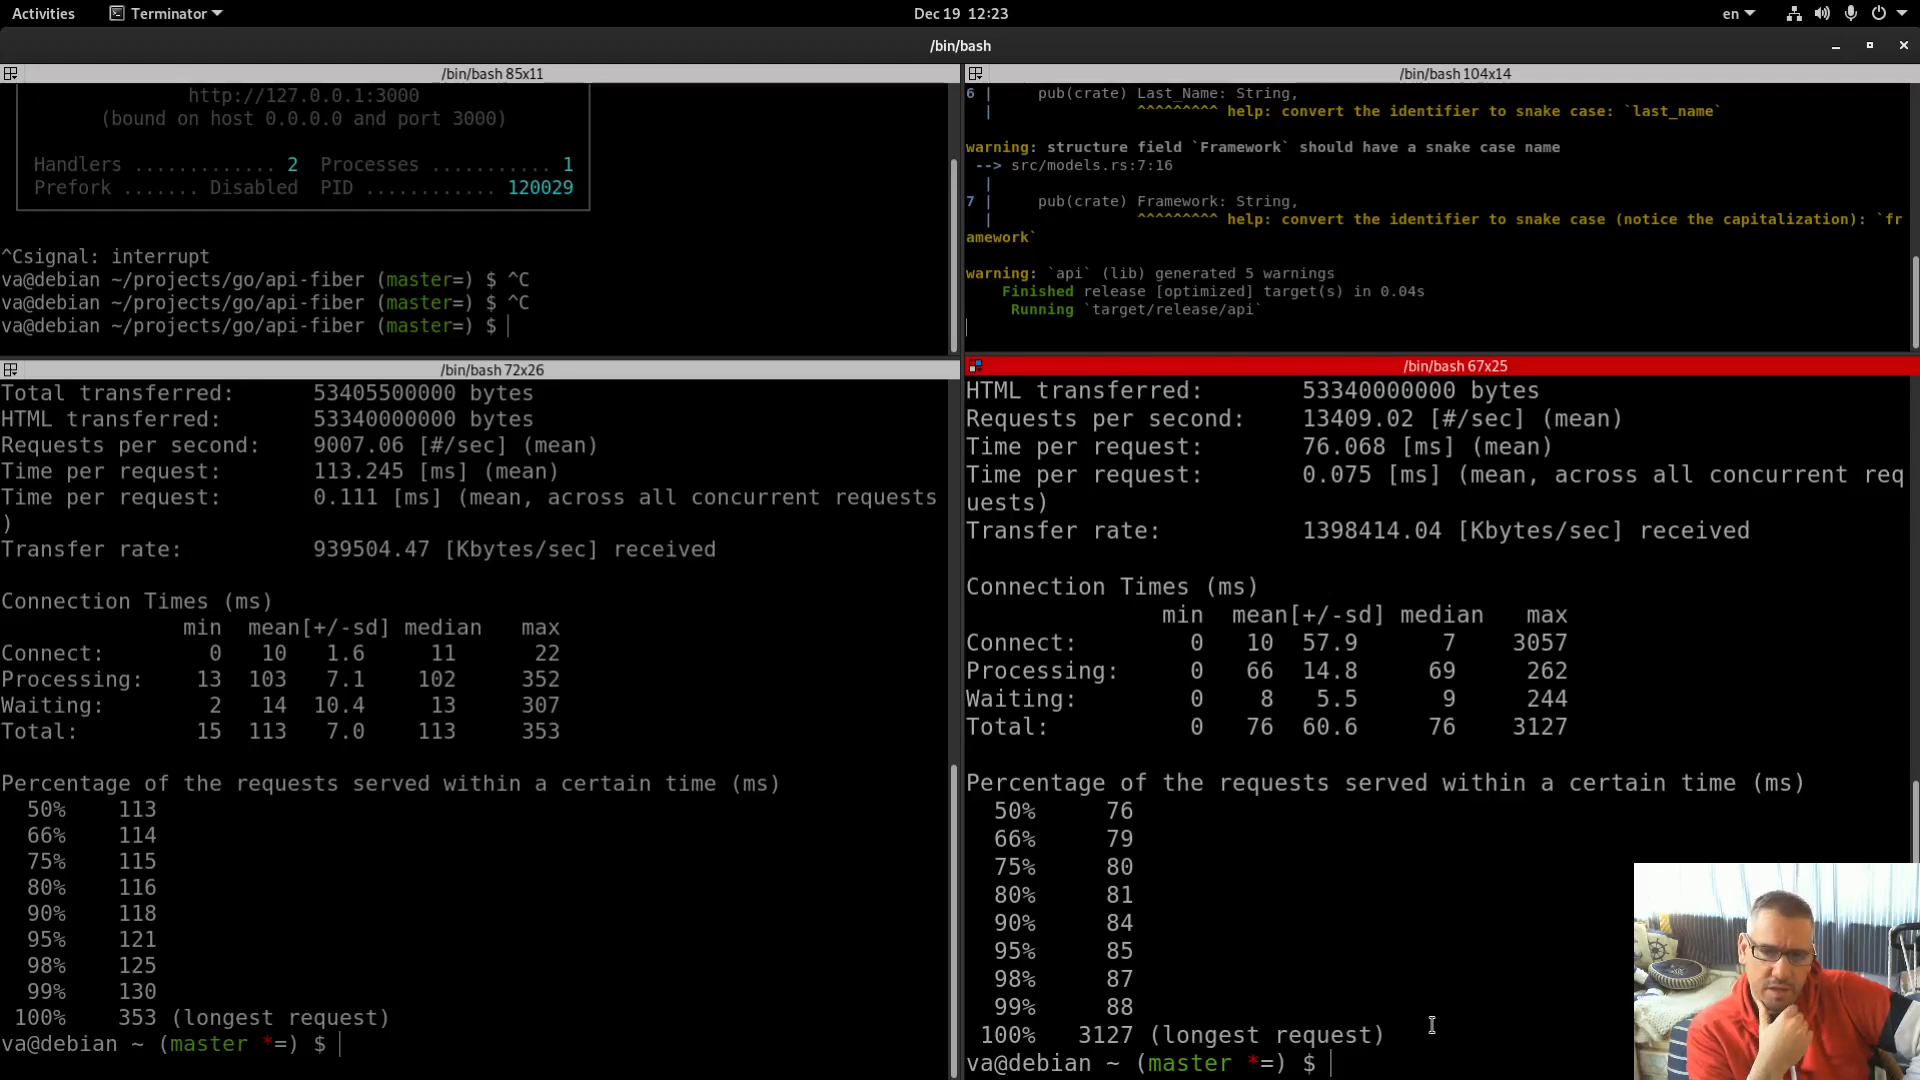 Activities Terminator Dec 19 12:23 en
/bin/bash
/bin/bash 85x11
http://127.0.0.1:3000
(bound on host 0.0.0.0 and port 3000)
Handlers ............. 2 Processes ........... 1
Prefork ....... Disabled PID ............ 120029
^Csignal: interrupt
va@debian ~/projects/go/api-fiber (master=) $ ^C
va@debian ~/projects/go/api-fiber (master=) $ ^C
va@debian ~/projects/go/api-fiber (master=) $
/bin/bash 104x14
6 | pub(crate) Last_Name: String,
| ^^^^^^^^^ help: convert the identifier to snake case: `last_name`
warning: structure field `Framework` should have a snake case name
--> src/models.rs:7:16
|
7 | pub(crate) Framework: String,
| ^^^^^^^^^ help: convert the identifier to snake case (notice the capitalization): `fr
amework`
warning: `api` (lib) generated 5 warnings
Finished release [optimized] target(s) in 0.04s
Running `target/release/api`
/bin/bash 72x26
Total transferred: 53405500000 bytes
HTML transferred: 53340000000 bytes
Requests per second: 9007.06 [#/sec] (mean)
Time per request: 113.245 [ms] (mean)
Time per request: 0.111 [ms] (mean, across all concurrent requests
)
Transfer rate: 939504.47 [Kbytes/sec] received
Connection Times (ms)
min mean[+/-sd] median max
Connect: 0 10 1.6 11 22
Processing: 13 103 7.1 102 352
Waiting: 2 14 10.4 13 307
Total: 15 113 7.0 113 353
Percentage of the requests served within a certain time (ms)
50% 113
66% 114
75% 115
80% 116
90% 118
95% 121
98% 125
99% 130
100% 353 (longest request)
va@debian ~ (master *=) $
/bin/bash 67x25
HTML transferred: 53340000000 bytes
Requests per second: 13409.02 [#/sec] (mean)
Time per request: 76.068 [ms] (mean)
Time per request: 0.075 [ms] (mean, across all concurrent req
uests)
Transfer rate: 1398414.04 [Kbytes/sec] received
Connection Times (ms)
min mean[+/-sd] median max
Connect: 0 10 57.9 7 3057
Processing: 0 66 14.8 69 262
Waiting: 0 8 5.5 9 244
Total: 0 76 60.6 76 3127
Percentage of the requests served within a certain time (ms)
50% 76
66% 79
75% 80
80% 81
90% 84
95% 85
98% 87
99% 88
100% 3127 (longest request)
va@debian ~ (master *=) $